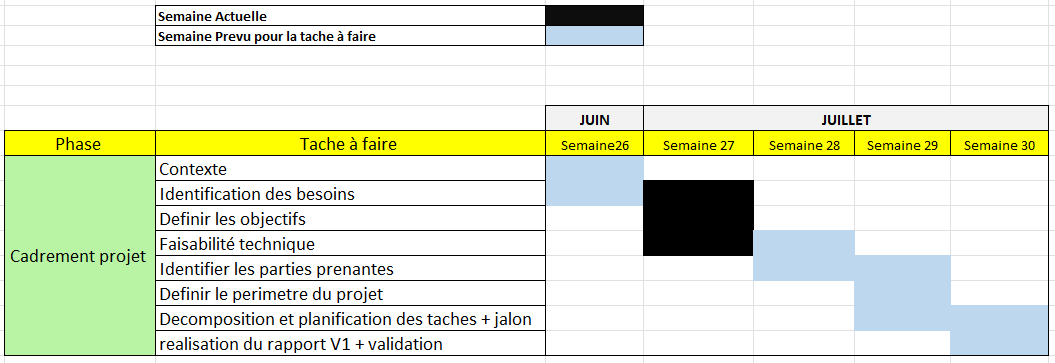 Semaine Actuelle
Semaine Prevu pour la tache à faire
JUIN JUILLET
Phase Tache à faire Semaine26 Semaine 27 Semaine 28 Semaine 29 Semaine 30
Contexte
Identification des besoins
Definir les objectifs
Faisabilité technique
Cadrement projet
Identifier les parties prenantes
Definir le perimetre du projet
Decomposition et planification des taches + jalon
realisation du rapport V1 + validation